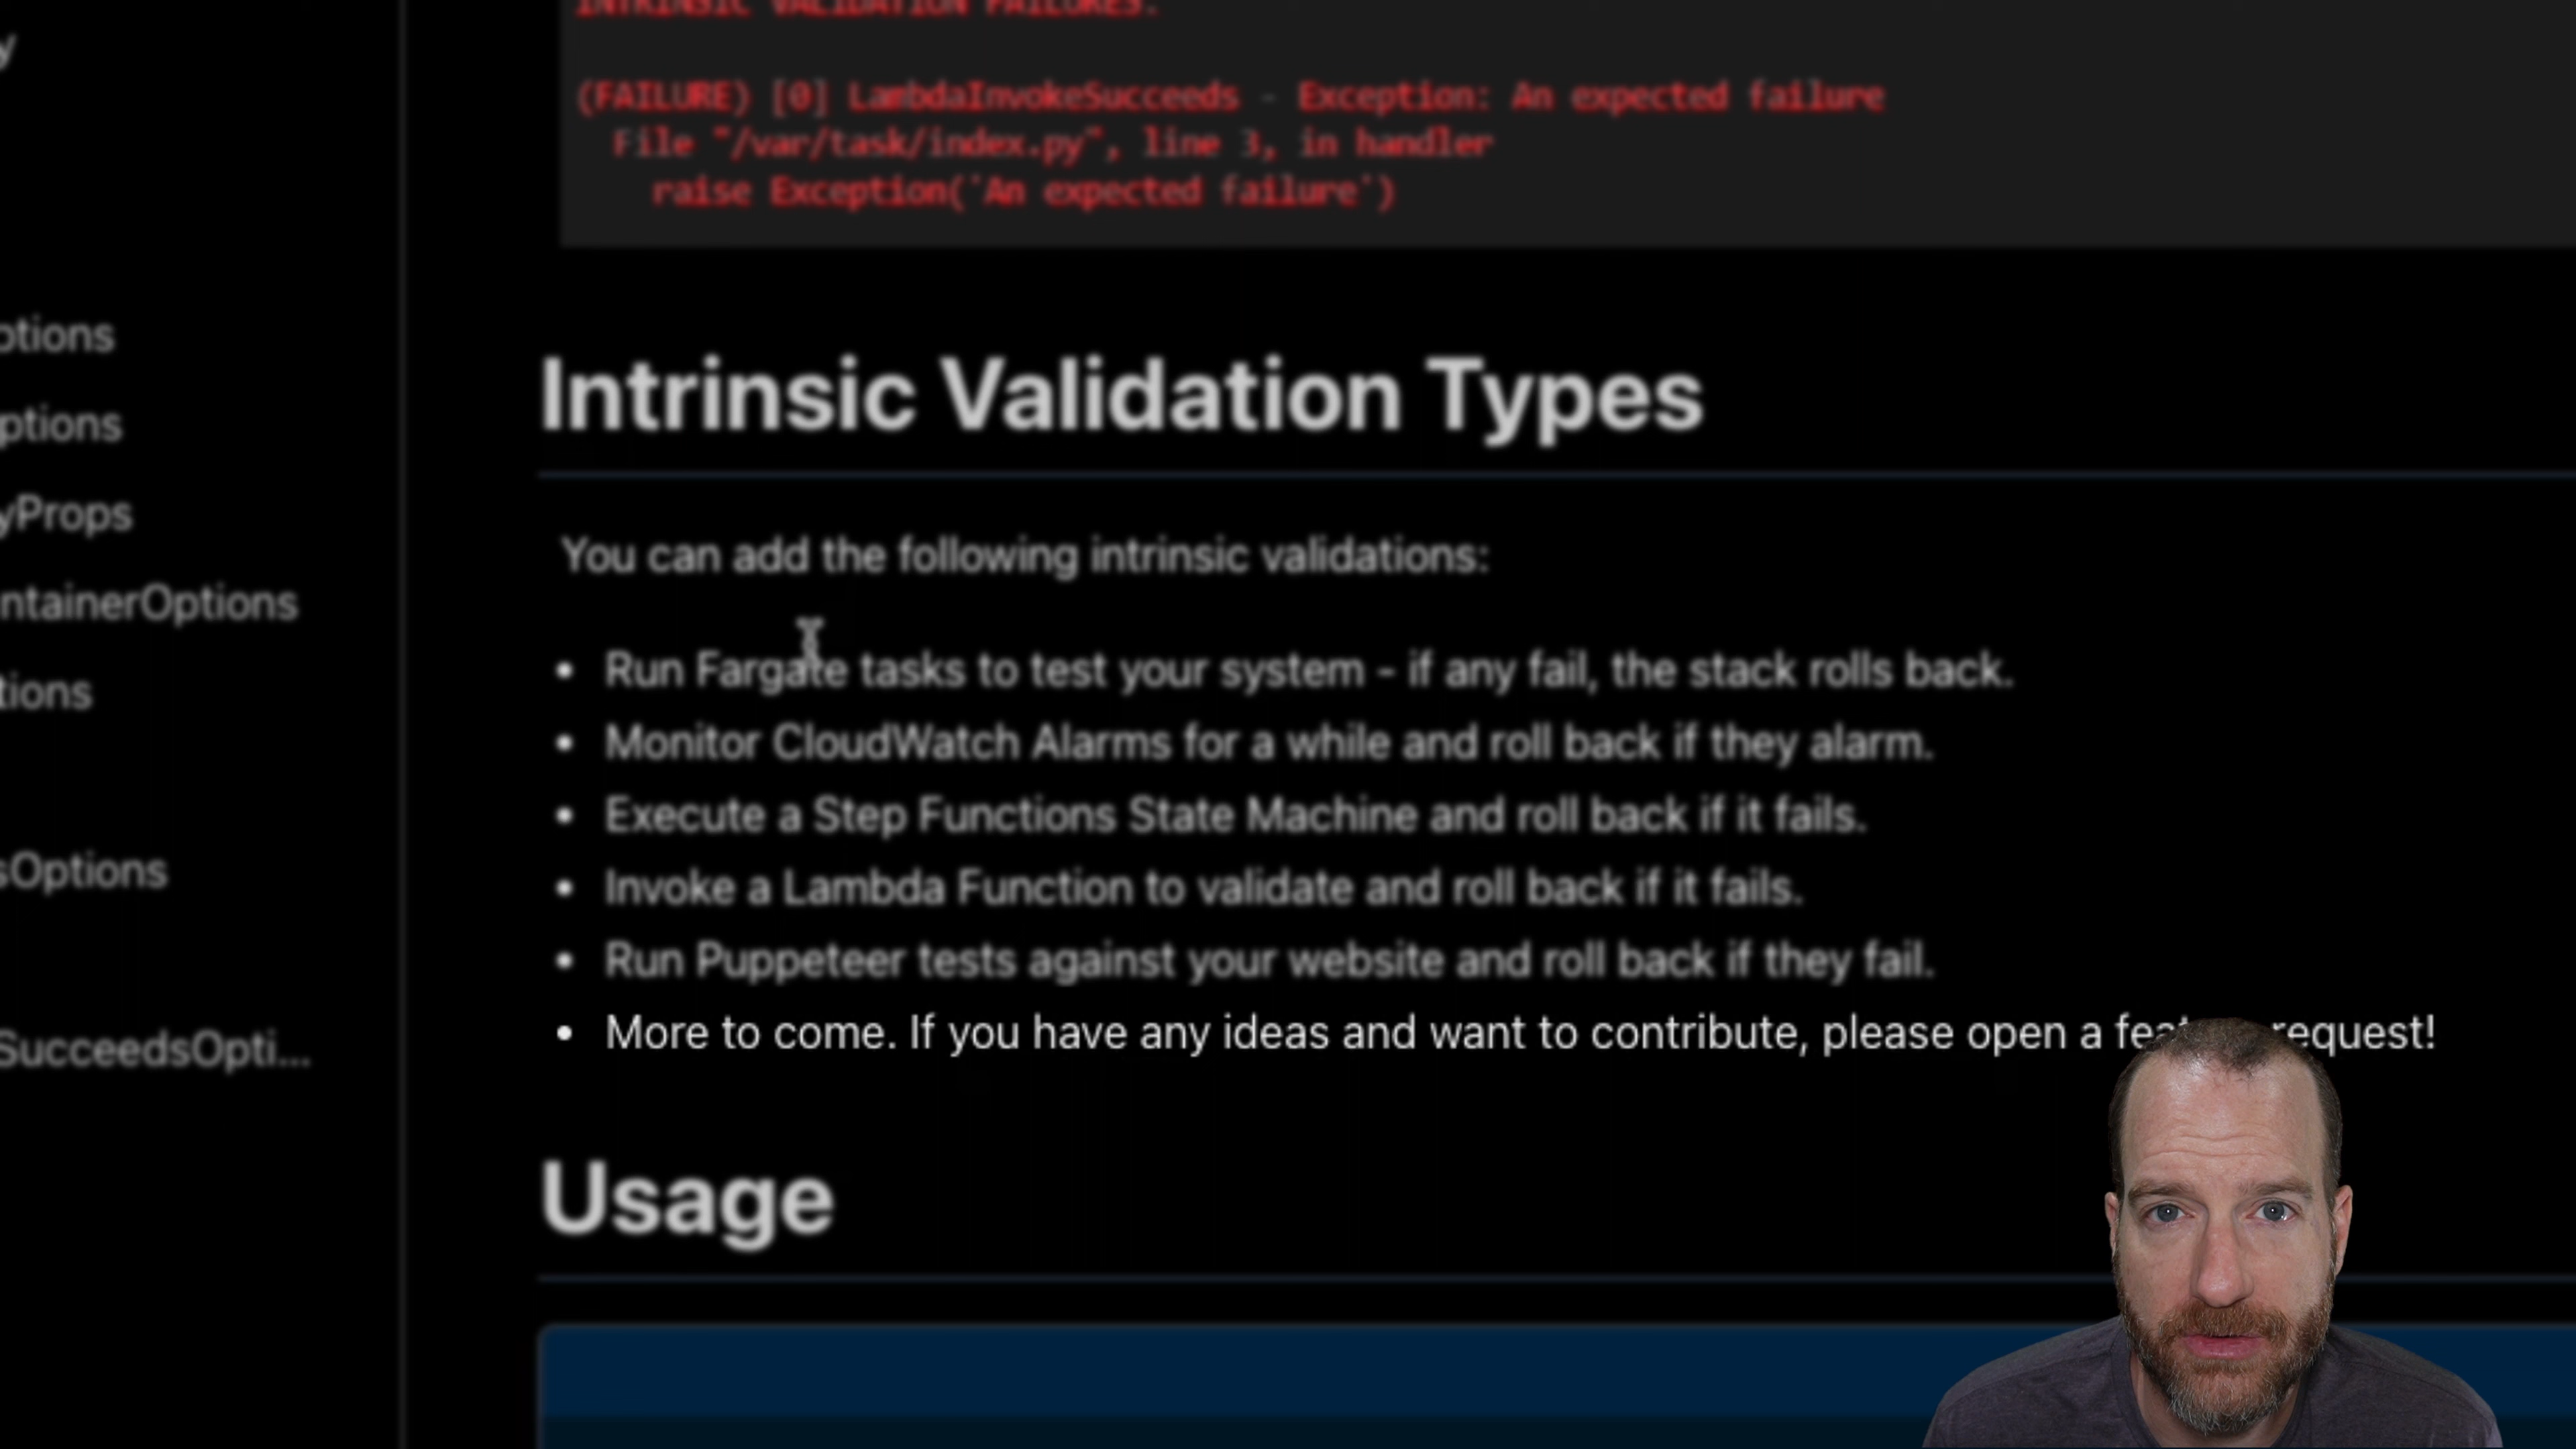 INTRINSIC VALIDATION FAILURES:
(FAILURE) [0] LambdaInvokeSucceeds - Exception: An expected failure
File "/var/task/index.py", line 3, in handler
raise Exception('An expected failure')
y
ptions
ptions
yProps
ntainerOptions
tions
sOptions
SucceedsOpti...
Intrinsic Validation Types
You can add the following intrinsic validations:
• Run Fargate tasks to test your system - if any fail, the stack rolls back.
• Monitor CloudWatch Alarms for a while and roll back if they alarm.
• Execute a Step Functions State Machine and roll back if it fails.
• Invoke a Lambda Function to validate and roll back if it fails.
• Run Puppeteer tests against your website and roll back if they fail.
• More to come. If you have any ideas and want to contribute, please open a request!
Usage